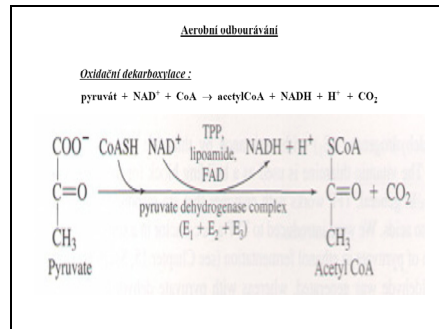 Aerobní odbourávání
Oxidační dekarboxylace :
pyruvát + NAD⁺ + CoA → acetylCoA + NADH + H⁺ + CO₂
COO⁻ CoASH NAD⁺ TPP, lipoamide, FAD NADH + H⁺ SCoA
C=O C=O + CO₂
pyruvate dehydrogenase complex
(E₁ + E₂ + E₃)
CH₃ CH₃
Pyruvate Acetyl CoA